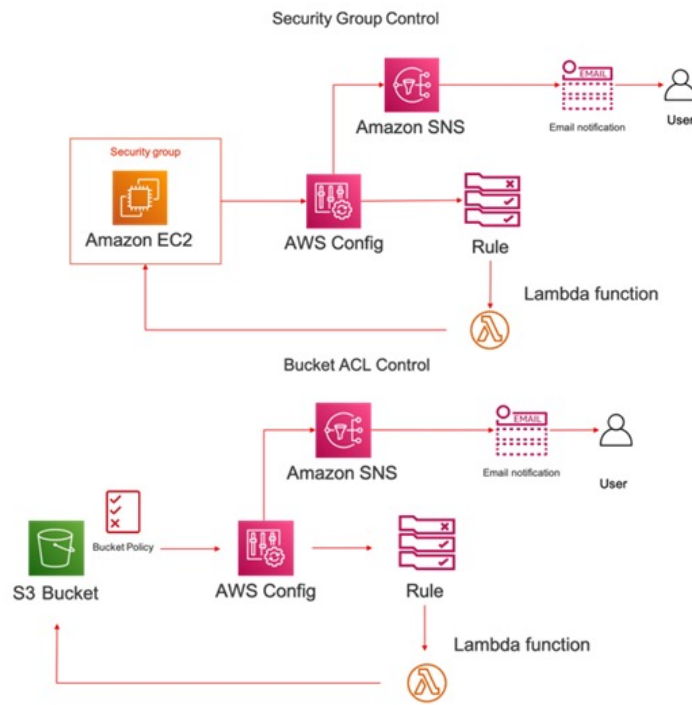 Security Group Control
EMAIL
Amazon SNS
Email notification
User
Security group
Amazon EC2
AWS Config
Rule
Lambda function
Bucket ACL Control
EMAIL
Amazon SNS
Email notification
User
Bucket Policy
S3 Bucket
AWS Config
Rule
Lambda function